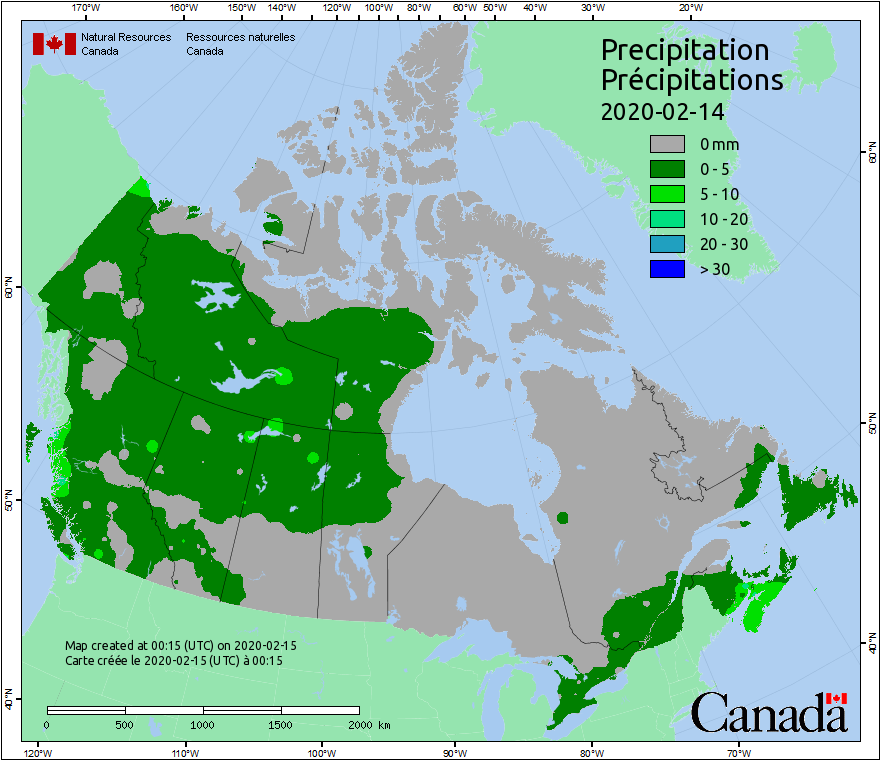 170°W 160°W 150°W 140°W 130°W 120°W 110°W 100°W 90°W 80°W 60°W 50°W 40°W 30°W 20°W
Natural Resources Ressources naturelles
Canada Canada
Precipitation
Précipitations
2020-02-14
0 mm
0 - 5
5 - 10
10 - 20
20 - 30
> 30
60°N
60°N
50°N
50°N
40°N
40°N
Map created at 00:15 (UTC) on 2020-02-15
Carte créée le 2020-02-15 (UTC) à 00:15
0 500 1000 1500 2000 km
Canada
120°W 110°W 100°W 90°W 80°W 70°W